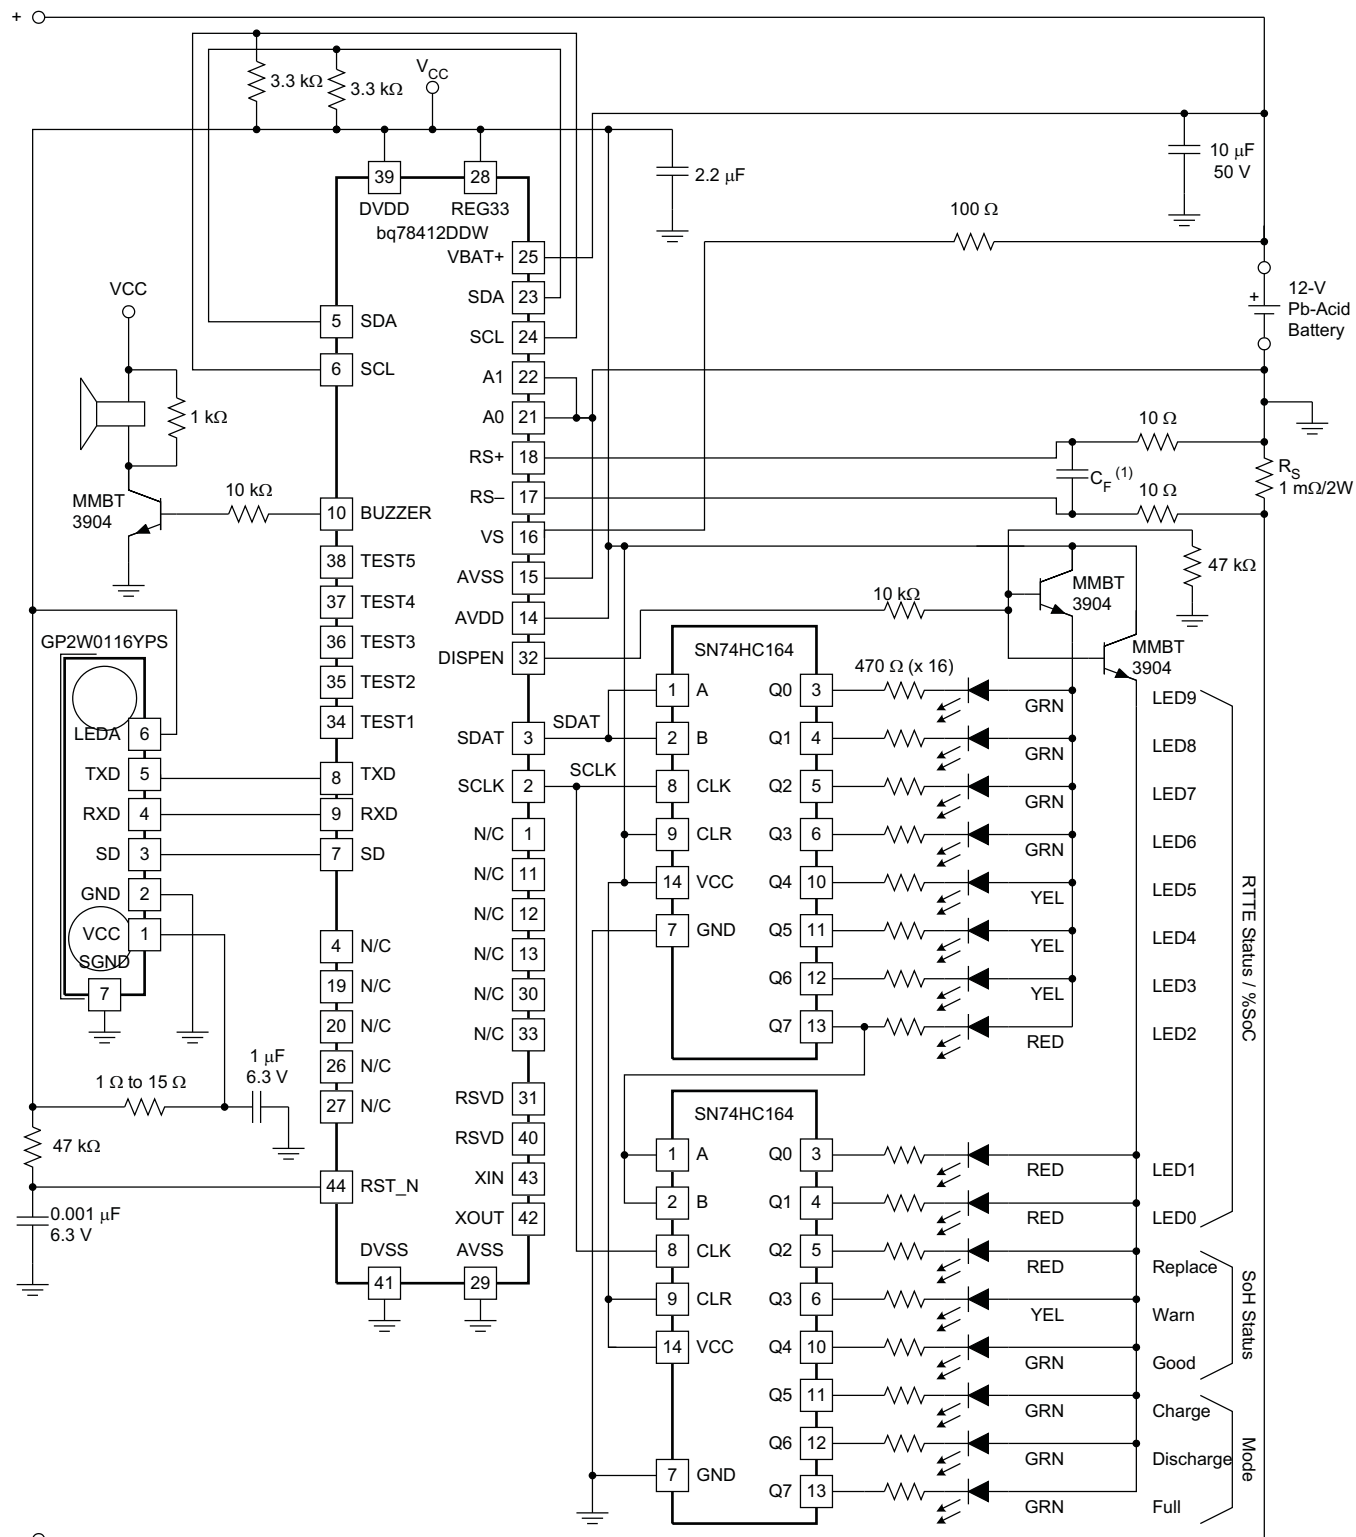 +
3.3 kΩ
3.3 kΩ
VCC
10 μF
50 V
2.2 μF
39
28
DVDD
REG33
bq78412DDW
100 Ω
VBAT+ 25
SDA 23
SCL 24
A1 22
A0 21
RS+ 18
RS– 17
VS 16
AVSS 15
AVDD 14
DISPEN 32
SDAT 3
SCLK 2
N/C 1
N/C 11
N/C 12
N/C 13
N/C 30
N/C 33
RSVD 31
RSVD 40
XIN 43
XOUT 42
5 SDA
6 SCL
10 BUZZER
38 TEST5
37 TEST4
36 TEST3
35 TEST2
34 TEST1
8 TXD
9 RXD
7 SD
4 N/C
19 N/C
20 N/C
26 N/C
27 N/C
44 RST_N
DVSS
AVSS
41
29
VCC
1 kΩ
MMBT
3904
10 kΩ
GP2W0116YPS
LEDA 6
TXD 5
RXD 4
SD 3
GND 2
VCC 1
SGND
7
1 μF
6.3 V
1 Ω to 15 Ω
47 kΩ
0.001 μF
6.3 V
+
12-V
Pb-Acid
Battery
10 Ω
CF (1)
10 Ω
RS
1 mΩ/2W
47 kΩ
10 kΩ
MMBT
3904
MMBT
3904
SDAT
SCLK
SN74HC164
470 Ω (x 16)
1 A Q0 3 GRN LED9
2 B Q1 4 GRN LED8
8 CLK Q2 5 GRN LED7
9 CLR Q3 6 GRN LED6
14 VCC Q4 10 YEL LED5
7 GND Q5 11 YEL LED4
Q6 12 YEL LED3
Q7 13 RED LED2
RTTE Status / %SoC
SN74HC164
1 A Q0 3 RED LED1
2 B Q1 4 RED LED0
8 CLK Q2 5 RED Replace
9 CLR Q3 6 YEL Warn
14 VCC Q4 10 GRN Good
SoH Status
Q5 11 GRN Charge
Q6 12 GRN Discharge
7 GND Q7 13 GRN Full
Mode